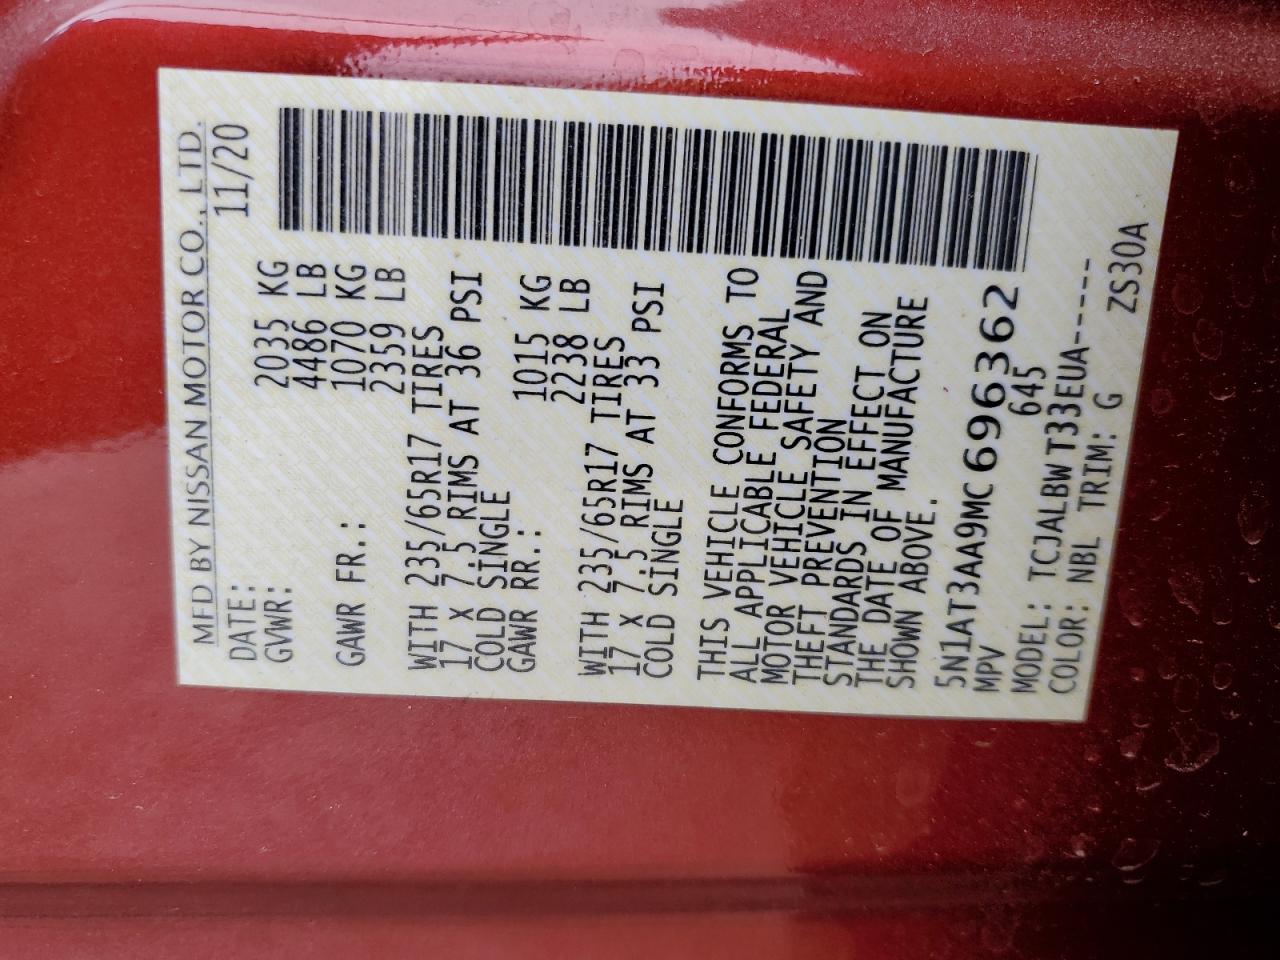 MFD BY NISSAN MOTOR CO., LTD.
DATE: 11/20
GVWR: 2035 KG
4486 LB
GAWR FR.: 1070 KG
2359 LB
WITH 235/65R17 TIRES
17 X 7.5 RIMS AT 36 PSI
COLD SINGLE
GAWR RR.: 1015 KG
2238 LB
WITH 235/65R17 TIRES
17 X 7.5 RIMS AT 33 PSI
COLD SINGLE
THIS VEHICLE CONFORMS TO
ALL APPLICABLE FEDERAL
MOTOR VEHICLE SAFETY AND
THEFT PREVENTION
STANDARDS IN EFFECT ON
THE DATE OF MANUFACTURE
SHOWN ABOVE.
5N1AT3AA9MC696362
MPV 645
MODEL: TCJALBWT33EUA-----
COLOR: NBL TRIM: G ZS30A